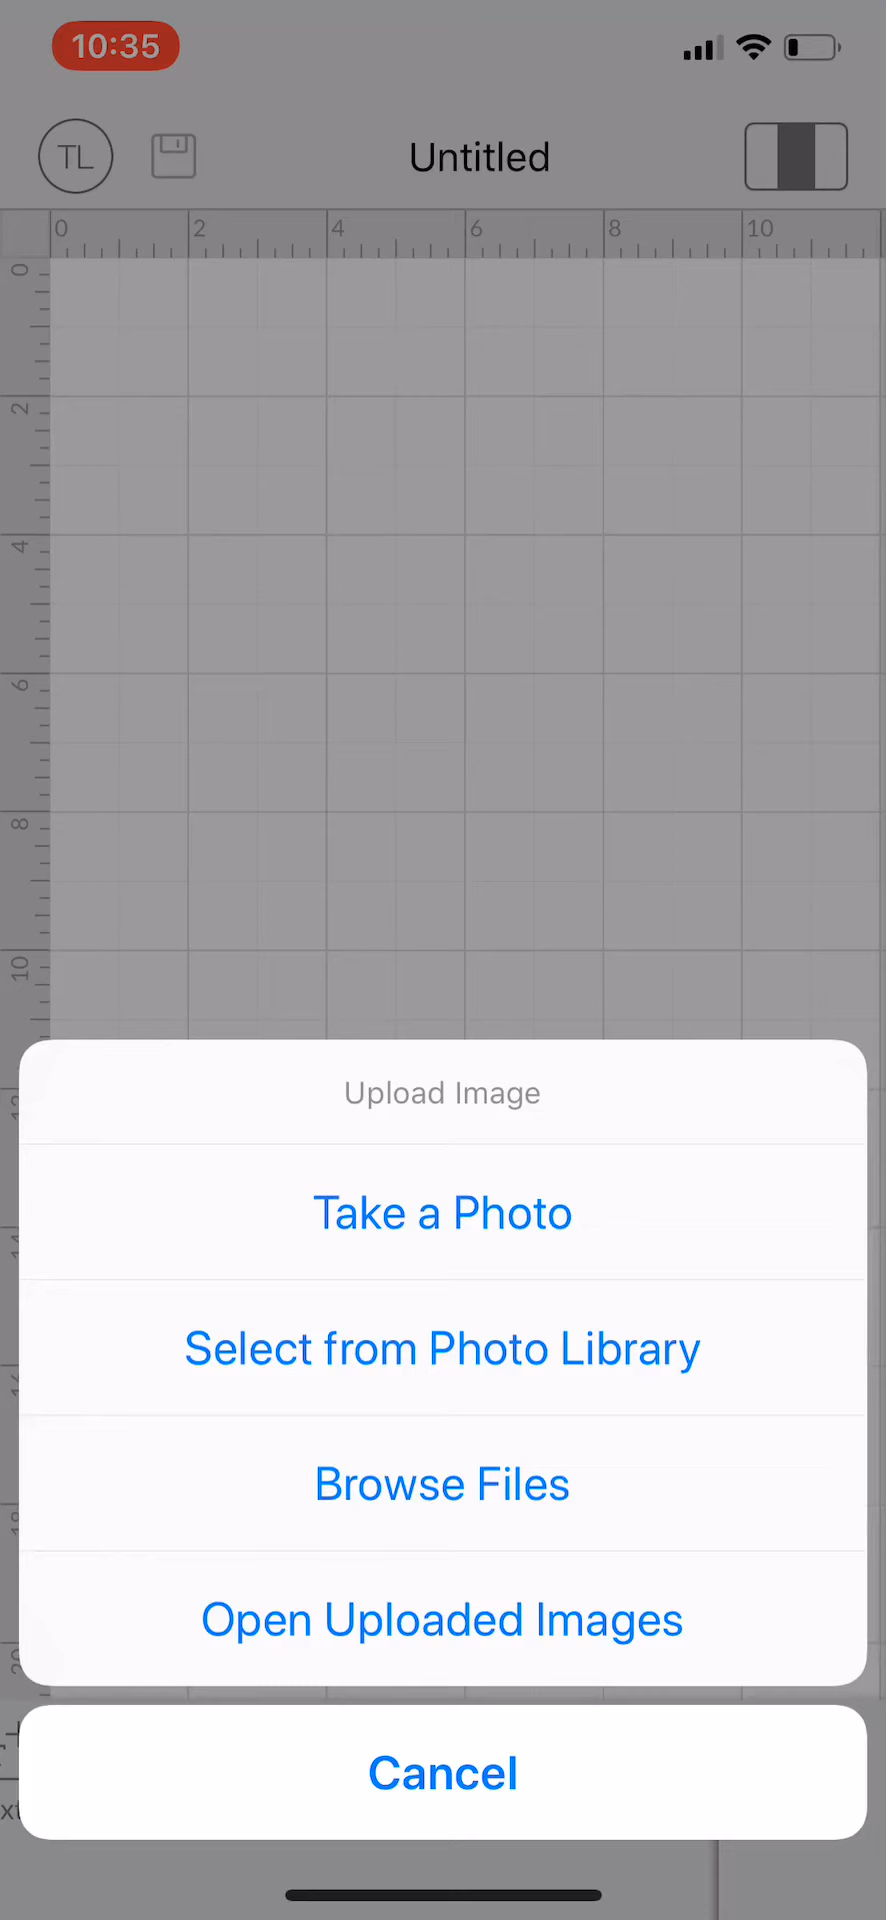 10:35
TL
Untitled
0 2 4 6 8 10
0
2
4
6
8
10
Upload Image
Take a Photo
Select from Photo Library
Browse Files
Open Uploaded Images
Cancel